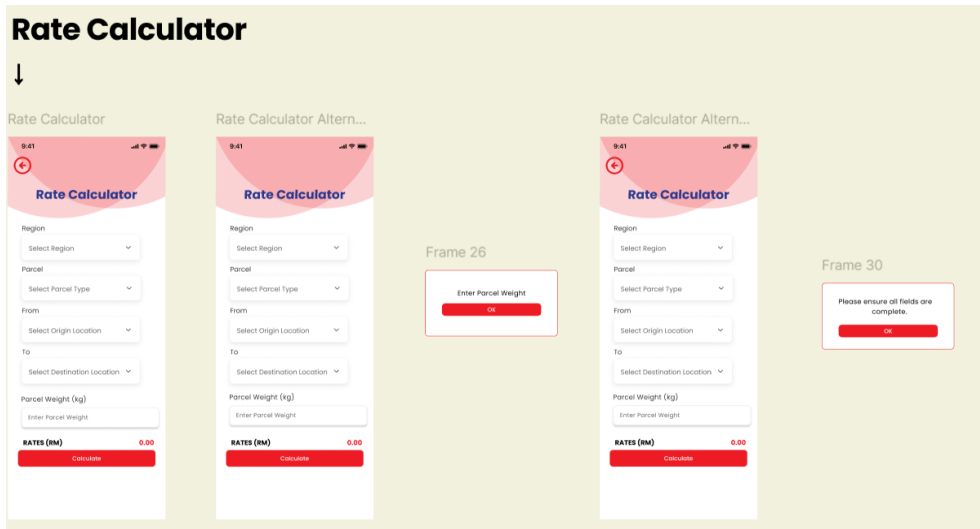 Rate Calculator
↓
Rate Calculator
9:41
Rate Calculator
Region
Select Region
Parcel
Select Parcel Type
From
Select Origin Location
To
Select Destination Location
Parcel Weight (kg)
Enter Parcel Weight
RATES (RM) 0.00
Calculate
Rate Calculator Altern...
9:41
Rate Calculator
Region
Select Region
Parcel
Select Parcel Type
From
Select Origin Location
To
Select Destination Location
Parcel Weight (kg)
Enter Parcel Weight
RATES (RM) 0.00
Calculate
Frame 26
Enter Parcel Weight
OK
Rate Calculator Altern...
9:41
Rate Calculator
Region
Select Region
Parcel
Select Parcel Type
From
Select Origin Location
To
Select Destination Location
Parcel Weight (kg)
Enter Parcel Weight
RATES (RM) 0.00
Calculate
Frame 30
Please ensure all fields are
complete.
OK